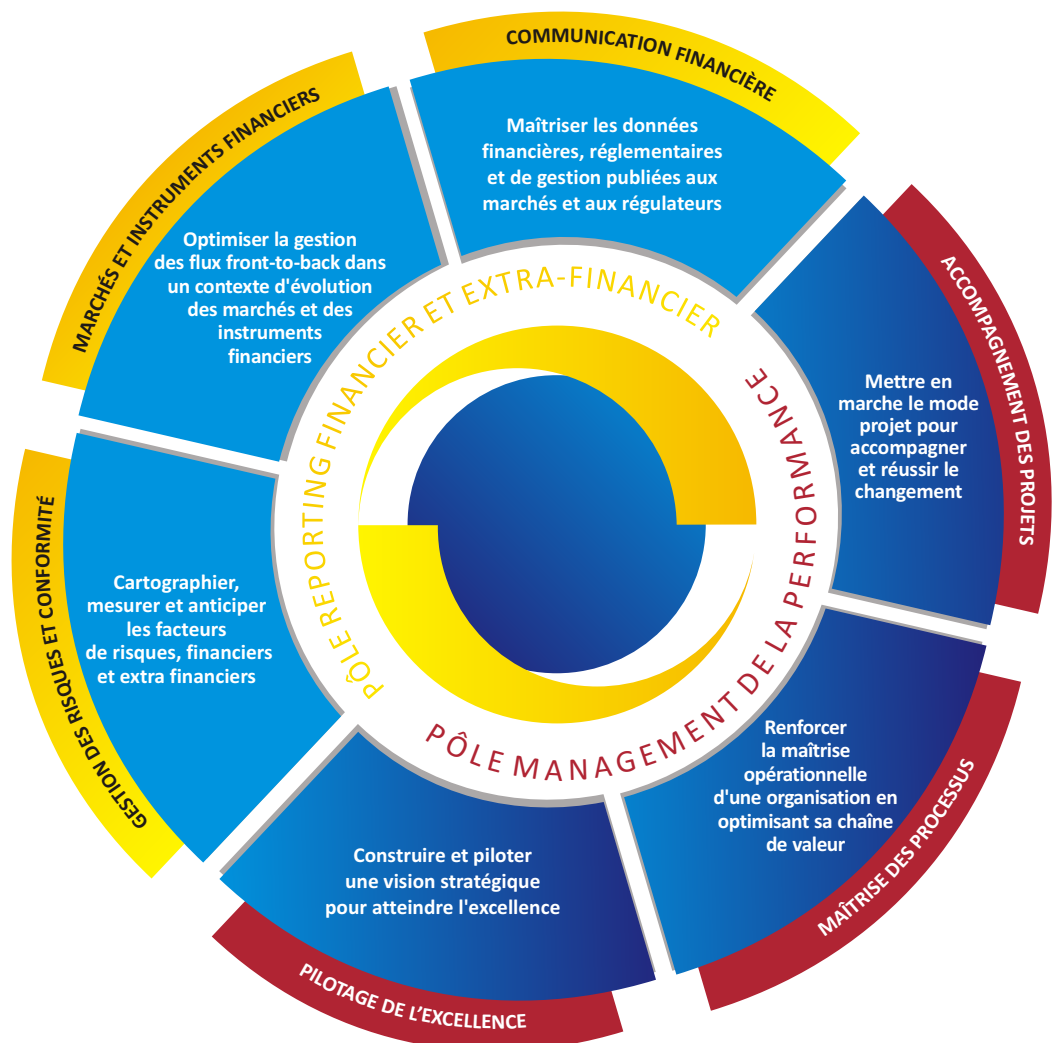 COMMUNICATION FINANCIÈRE
Maîtriser les données
financières, réglementaires
et de gestion publiées aux
marchés et aux régulateurs
ACCOMPAGNEMENT DES PROJETS
Mettre en
marche le mode
projet pour
accompagner
et réussir le
changement
MAÎTRISE DES PROCESSUS
Renforcer
la maîtrise
opérationnelle
d'une organisation en
optimisant sa chaîne
de valeur
PILOTAGE DE L'EXCELLENCE
Construire et piloter
une vision stratégique
pour atteindre l'excellence
GESTION DES RISQUES ET CONFORMITÉ
Cartographier,
mesurer et anticiper
les facteurs
de risques, financiers
et extra financiers
MARCHÉS ET INSTRUMENTS FINANCIERS
Optimiser la gestion
des flux front-to-back dans
un contexte d'évolution
des marchés et des
instruments
financiers
PÔLE REPORTING FINANCIER ET EXTRA-FINANCIER
PÔLE MANAGEMENT DE LA PERFORMANCE